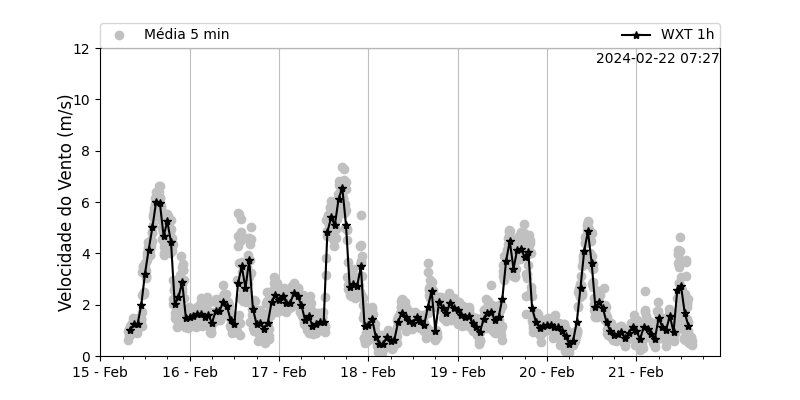 Média 5 min
WXT 1h
2024-02-22 07:27
Velocidade do Vento (m/s)
12
10
8
6
4
2
0
15 - Feb
16 - Feb
17 - Feb
18 - Feb
19 - Feb
20 - Feb
21 - Feb